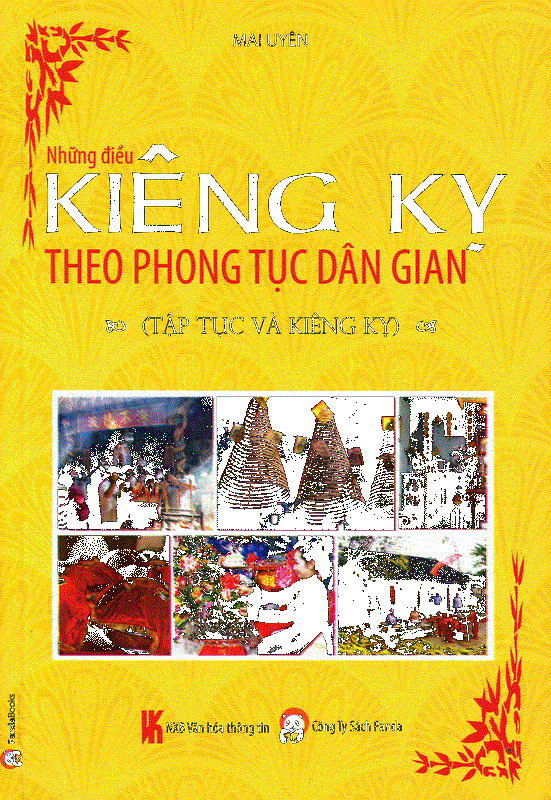 MAI UYÊN
Những điều
KIÊNG KỴ
THEO PHONG TỤC DÂN GIAN
(TẬP TỤC VÀ KIÊNG KỴ)
NXB Văn hóa thông tin
Công Ty Sách Panda
PandaBooks